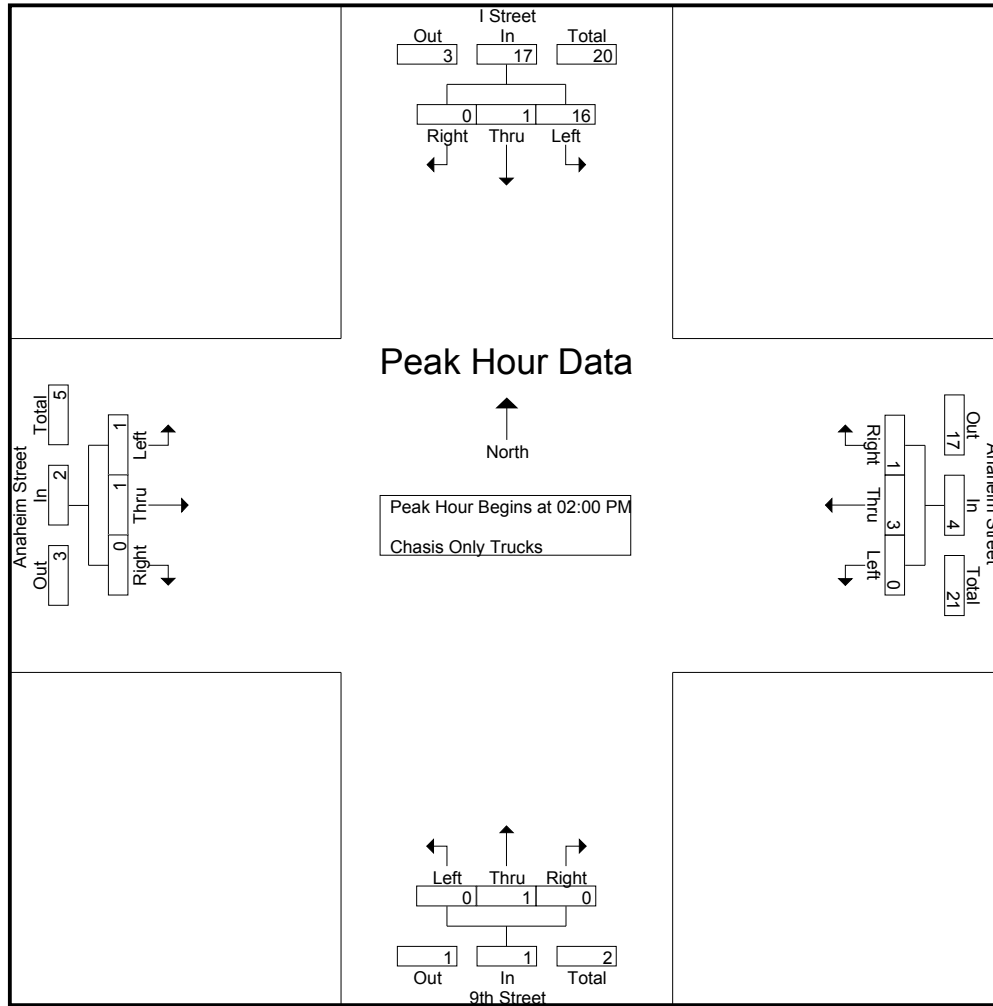 I Street
Out In Total
3 17 20
0 1 16
Right Thru Left
Peak Hour Data
North
Peak Hour Begins at 02:00 PM
Chasis Only Trucks
Anaheim Street
Total In Out
5 2 3
1 1 0
Left Thru Right
Anaheim Street
Out In Total
17 4 21
Right Thru Left
1 3 0
Left Thru Right
0 1 0
1 1 2
Out In Total
9th Street